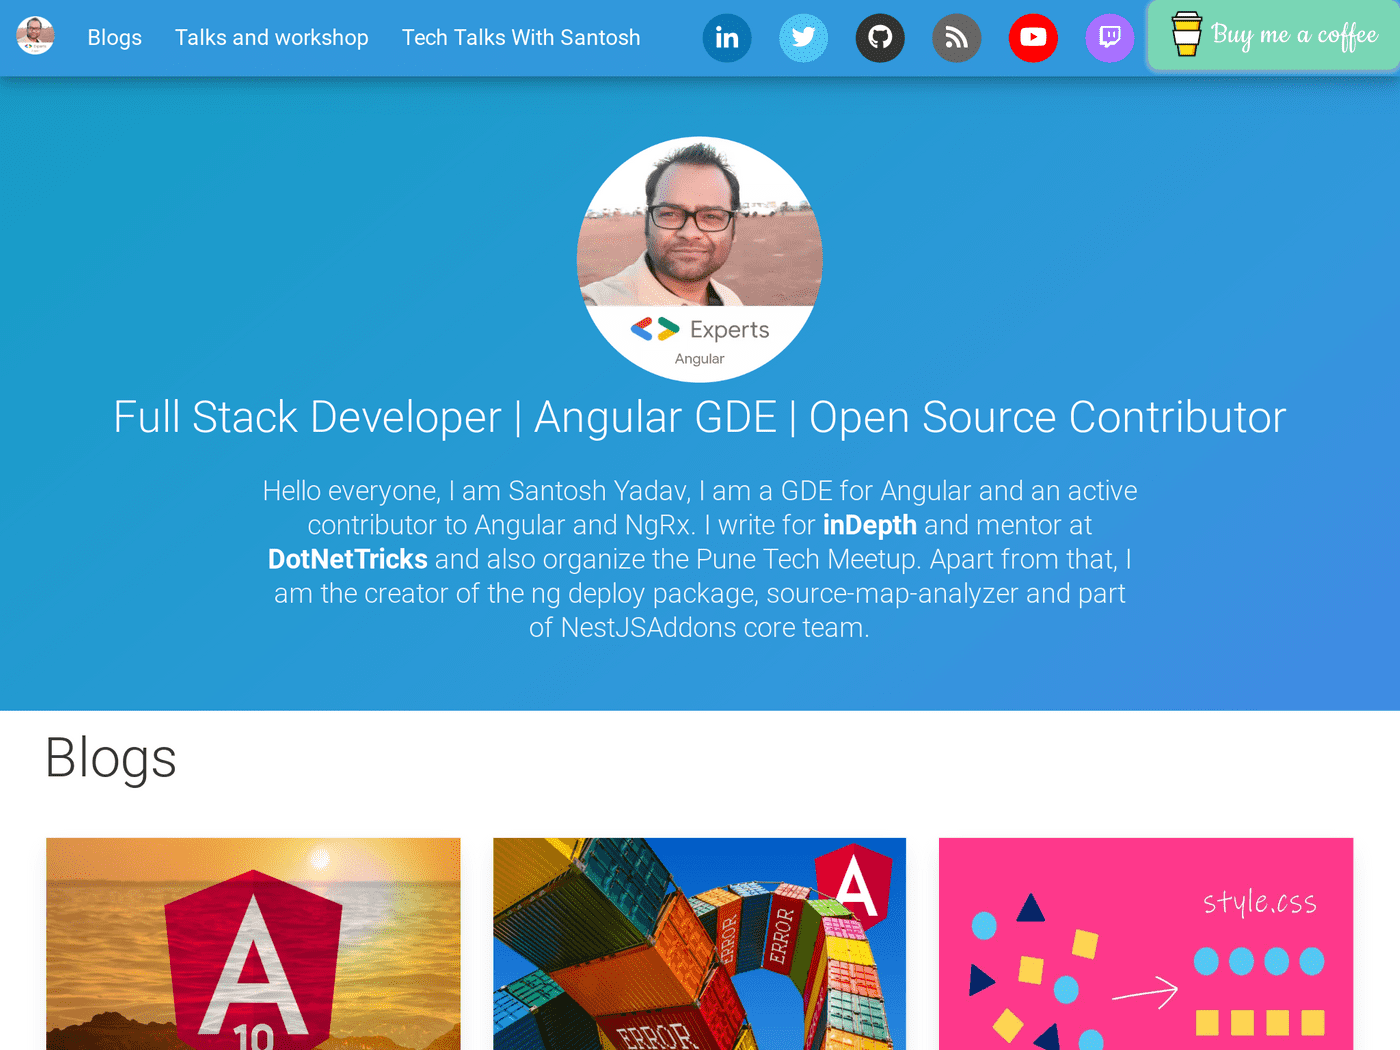 Blogs
Talks and workshop
Tech Talks With Santosh
in
Buy me a coffee
Experts
Angular
Full Stack Developer | Angular GDE | Open Source Contributor
Hello everyone, I am Santosh Yadav, I am a GDE for Angular and an active
contributor to Angular and NgRx. I write for inDepth and mentor at
DotNetTricks and also organize the Pune Tech Meetup. Apart from that, I
am the creator of the ng deploy package, source-map-analyzer and part
of NestJSAddons core team.
Blogs
A
10
A
ERROR
ERROR
ERROR
style.css